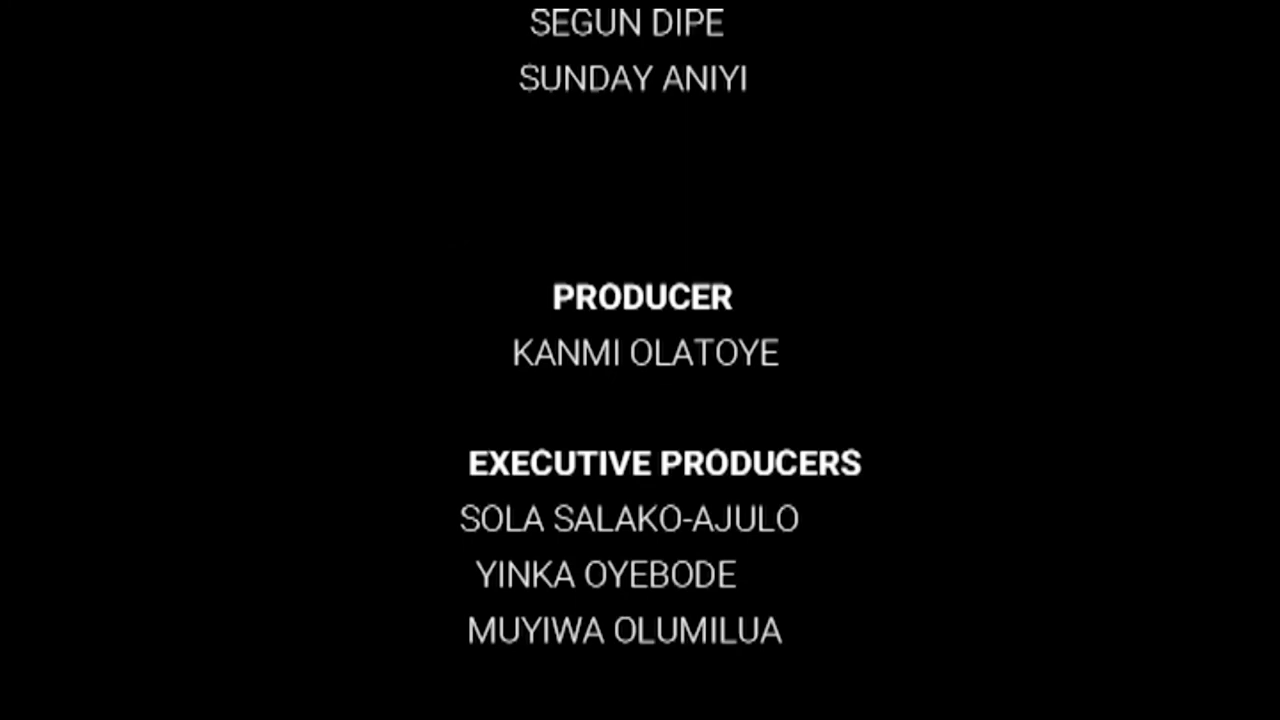 SEGUN DIPE
SUNDAY ANIYI
PRODUCER
KANMI OLATOYE
EXECUTIVE PRODUCERS
SOLA SALAKO-AJULO
YINKA OYEBODE
MUYIWA OLUMILUA